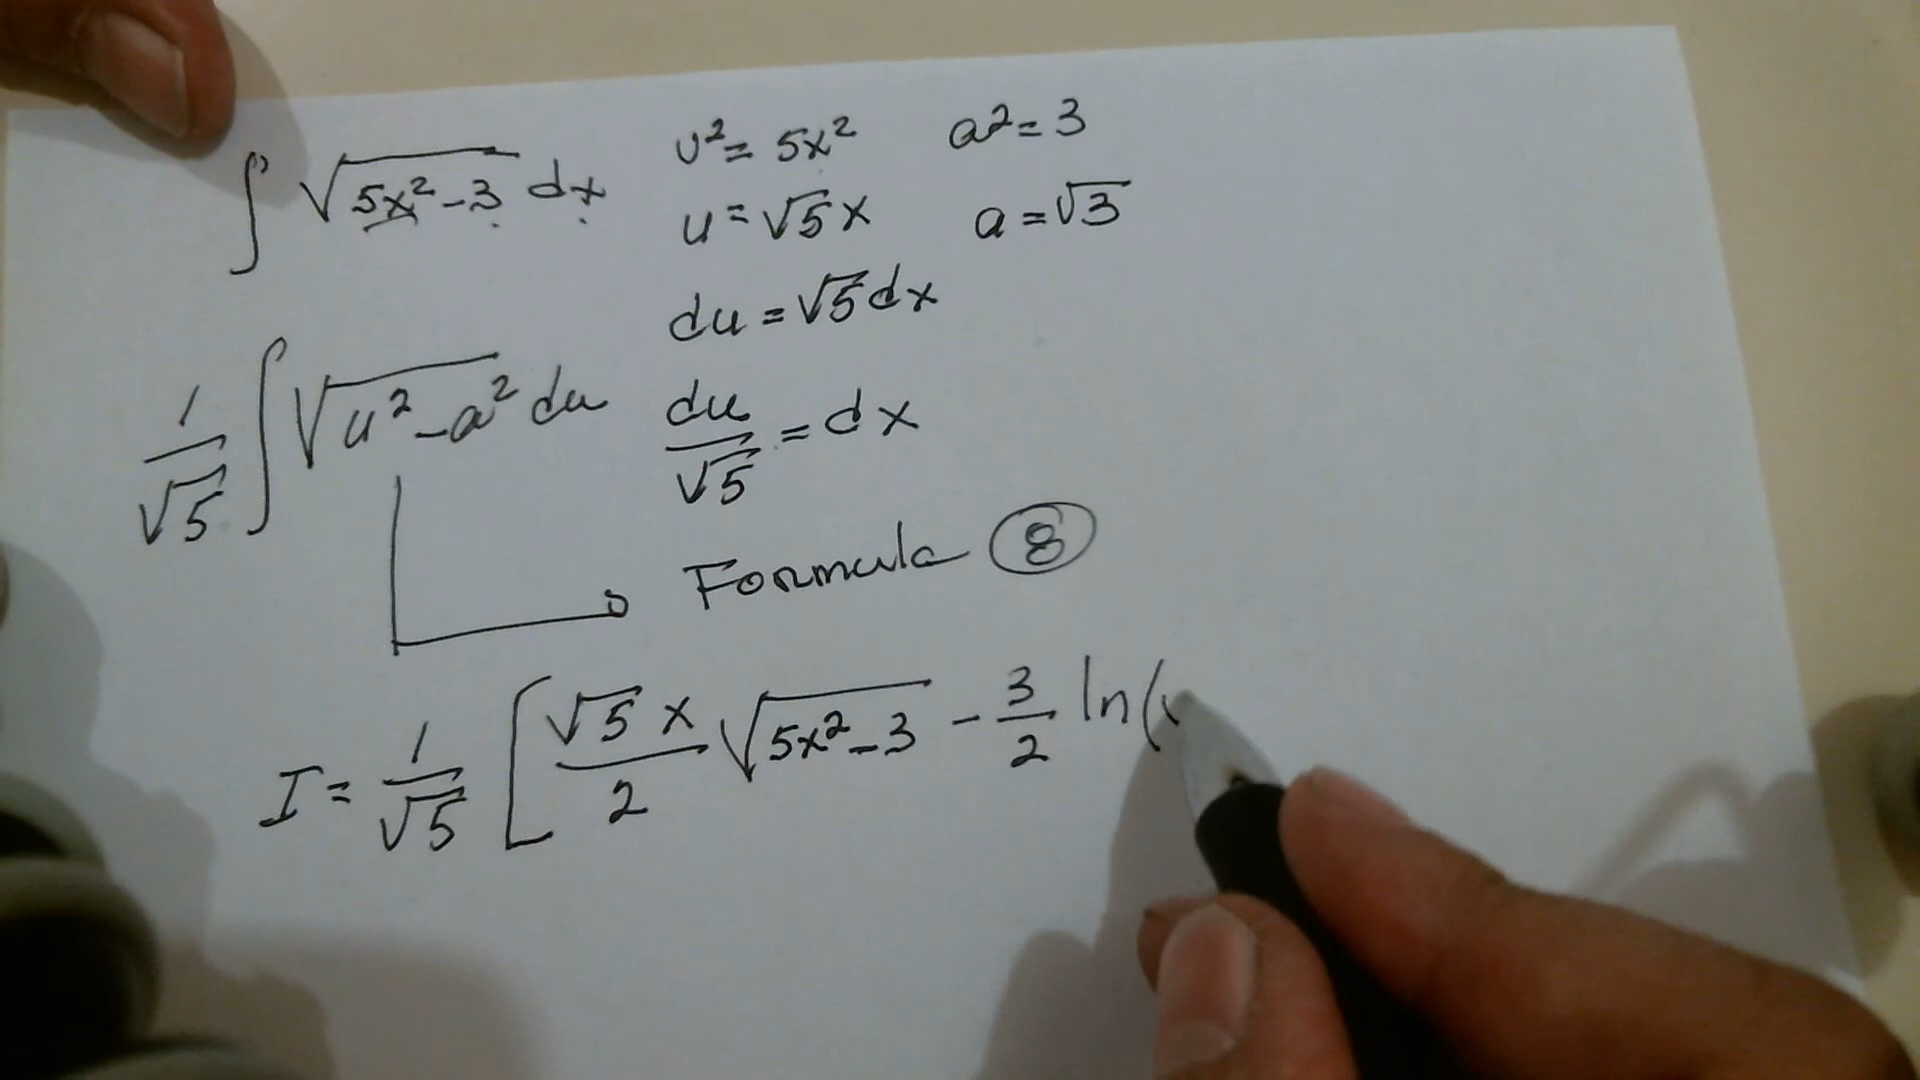 ∫ √(5x² - 3) dx   u² = 5x²   a² = 3
u = √5 x   a = √3
du = √5 dx
1/√5 ∫ √(u² - a²) du   du/√5 = dx
Formula 8
I = 1/√5 [ √5 x/2 √(5x² - 3) - 3/2 ln(